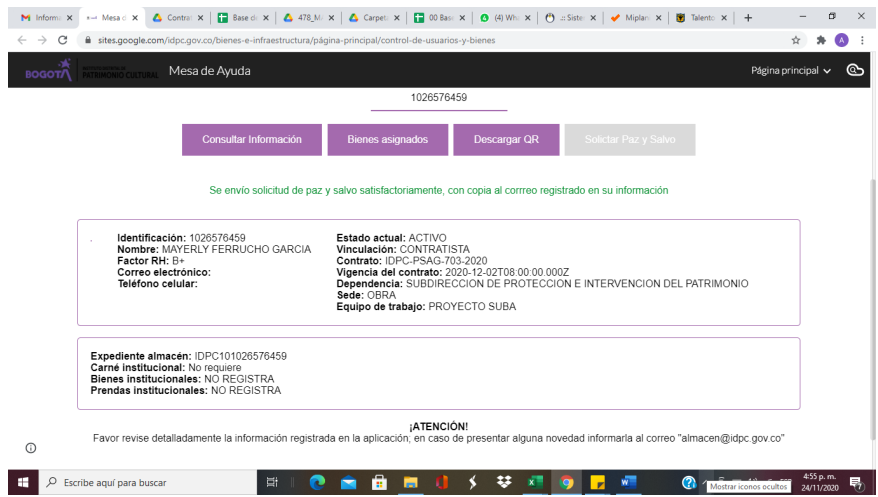 Informa
Mesa d
Contrat
Base de
478_MA
Carpeta
00 Base
(4) Wha
.: Sister
Miplan
Talento
sites.google.com/idpc.gov.co/bienes-e-infraestructura/página-principal/control-de-usuarios-y-bienes
A
BOGOTÁ
PATRIMONIO CULTURAL
Mesa de Ayuda
Página principal
1026576459
Consultar Información
Bienes asignados
Descargar QR
Solictar Paz y Salvo
Se envío solicitud de paz y salvo satisfactoriamente, con copia al corrreo registrado en su información
Identificación: 1026576459
Nombre: MAYERLY FERRUCHO GARCIA
Factor RH: B+
Correo electrónico:
Teléfono celular:
Estado actual: ACTIVO
Vinculación: CONTRATISTA
Contrato: IDPC-PSAG-703-2020
Vigencia del contrato: 2020-12-02T08:00:00.000Z
Dependencia: SUBDIRECCION DE PROTECCION E INTERVENCION DEL PATRIMONIO
Sede: OBRA
Equipo de trabajo: PROYECTO SUBA
Expediente almacén: IDPC101026576459
Carné institucional: No requiere
Bienes institucionales: NO REGISTRA
Prendas institucionales: NO REGISTRA
¡ATENCIÓN!
Favor revise detalladamente la información registrada en la aplicación; en caso de presentar alguna novedad informarla al correo "almacen@idpc.gov.co"
Escribe aquí para buscar
Mostrar iconos ocultos
4:55 p. m.
24/11/2020